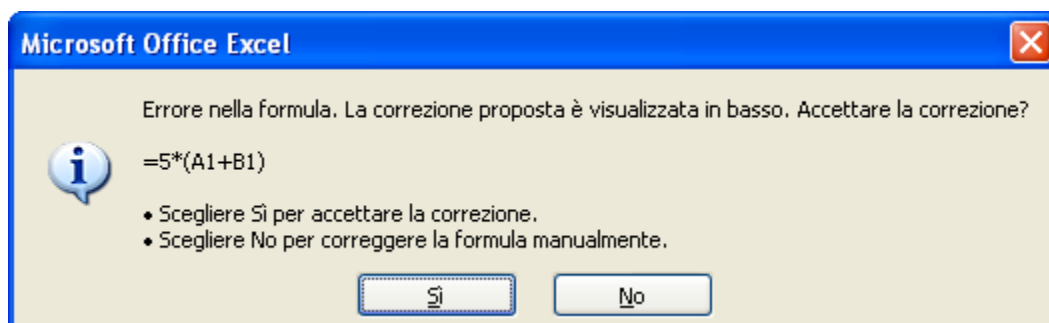 Microsoft Office Excel
Errore nella formula. La correzione proposta è visualizzata in basso. Accettare la correzione?
=5*(A1+B1)
• Scegliere Sì per accettare la correzione.
• Scegliere No per correggere la formula manualmente.
Sì No